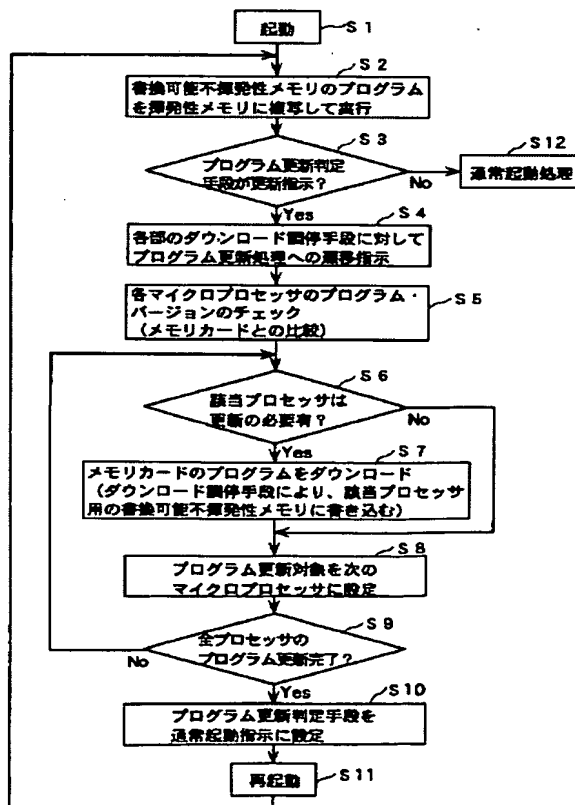 起動
S1
S2
書換可能不揮発性メモリのプログラム
を揮発性メモリに複写して実行
S3
プログラム更新判定
手段が更新指示?
No
S12
通常起動処理
Yes
S4
各部のダウンロード調停手段に対して
プログラム更新処理への遷移指示
各マイクロプロセッサのプログラム・
バージョンのチェック
(メモリカードとの比較)
S5
S6
該当プロセッサは
更新の必要有?
No
Yes
S7
メモリカードのプログラムをダウンロード
(ダウンロード調停手段により、該当プロセッサ
用の書換可能不揮発性メモリに書き込む)
S8
プログラム更新対象を次の
マイクロプロセッサに設定
S9
全プロセッサの
プログラム更新完了?
No
Yes
S10
プログラム更新判定手段を
通常起動指示に設定
再起動
S11